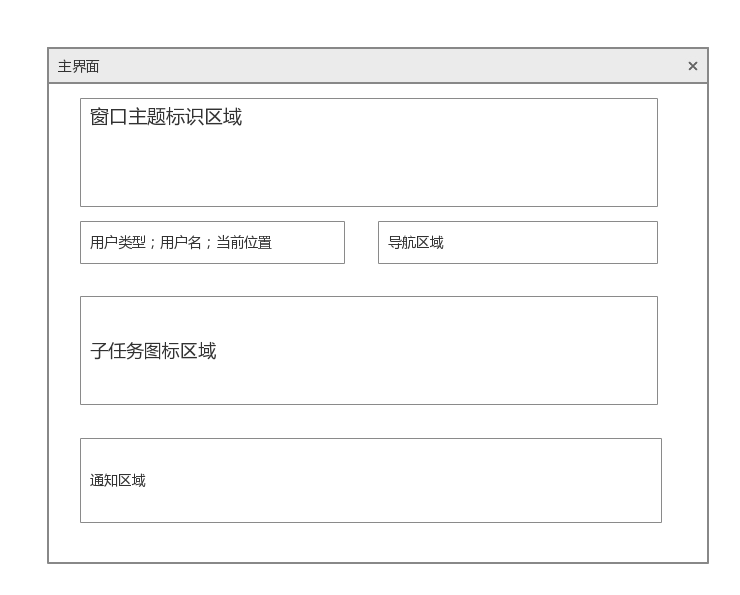 主界面
窗口主题标识区域
用户类型；用户名；当前位置
导航区域
子任务图标区域
通知区域